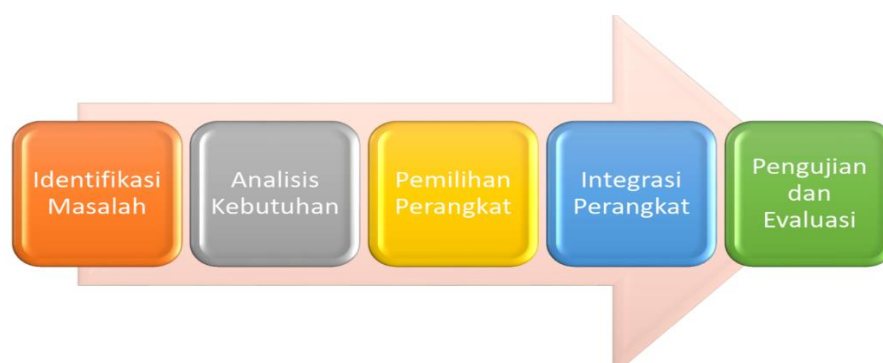 Identifikasi
Masalah
Analisis
Kebutuhan
Pemilihan
Perangkat
Integrasi
Perangkat
Pengujian
dan
Evaluasi